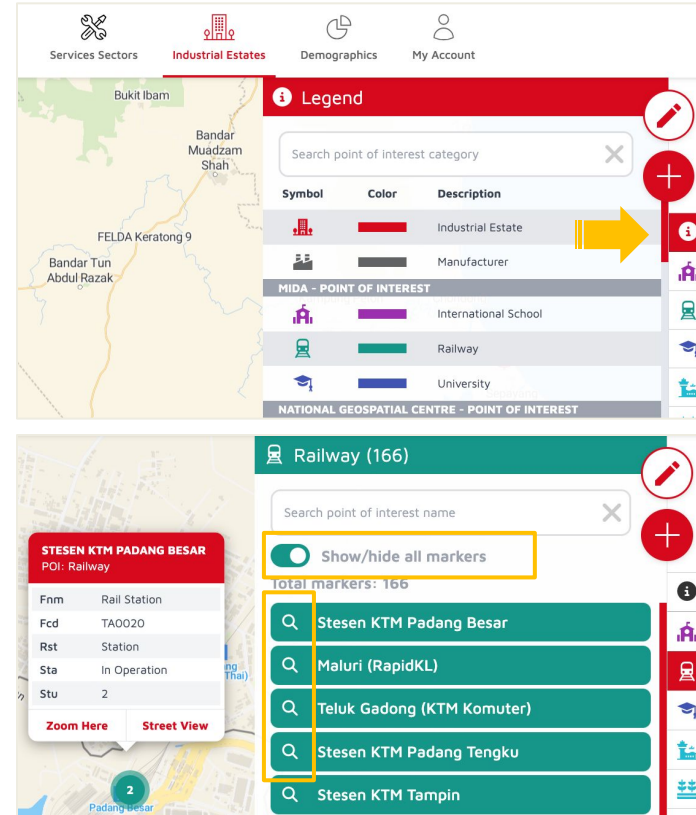 Services Sectors
Industrial Estates
Demographics
My Account
Bukit Ibam
Bandar
Muadzam
Shah
FELDA Keratong 9
Bandar Tun
Abdul Razak
Legend
Search point of interest category
Symbol Color Description
Industrial Estate
Manufacturer
MIDA - POINT OF INTEREST
International School
Railway
University
NATIONAL GEOSPATIAL CENTRE - POINT OF INTEREST
Railway (166)
Search point of interest name
Show/hide all markers
Total markers: 166
Stesen KTM Padang Besar
Maluri (RapidKL)
Teluk Gadong (KTM Komuter)
Stesen KTM Padang Tengku
Stesen KTM Tampin
STESEN KTM PADANG BESAR
POI: Railway
Fnm Rail Station
Fcd TA0020
Rst Station
Sta In Operation
Stu 2
Zoom Here Street View
2
Padang Besar
Thai)